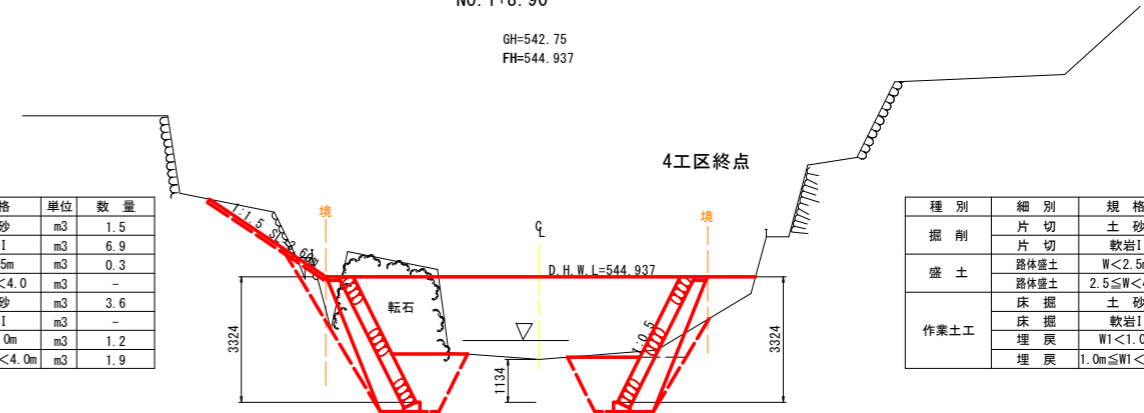 NO.1+8.90
GH=542.75
FH=544.937
4工区終点
境
境
℄
1:1.5
D.H.W.L=544.937
転石
1:0.5
3324
3324
1134
格 単位 数 量
砂 m3 1.5
I m3 6.9
5m m3 0.3
<4.0 m3 -
砂 m3 3.6
I m3 -
0m m3 1.2
<4.0m m3 1.9
種 別 細 別 規 格
掘 削 片 切 土 砂
片 切 軟岩I
盛 土 路体盛土 W<2.5m
路体盛土 2.5≦W<4
作業土工 床 掘 土 砂
床 掘 軟岩I
埋 戻 W1<1.0
埋 戻 1.0m≦W1<